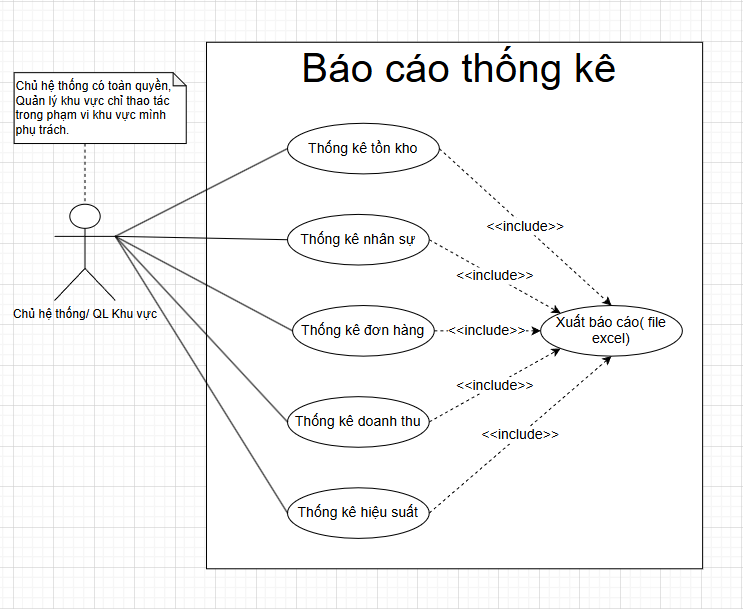 Báo cáo thống kê
Chủ hệ thống có toàn quyền,
Quản lý khu vực chỉ thao tác
trong phạm vi khu vực mình
phụ trách.
Chủ hệ thống/ QL Khu vực
Thống kê tồn kho
<<include>>
Thống kê nhân sự
<<include>>
Thống kê đơn hàng
<<include>>
Xuất báo cáo( file
excel)
Thống kê doanh thu
<<include>>
Thống kê hiệu suất
<<include>>